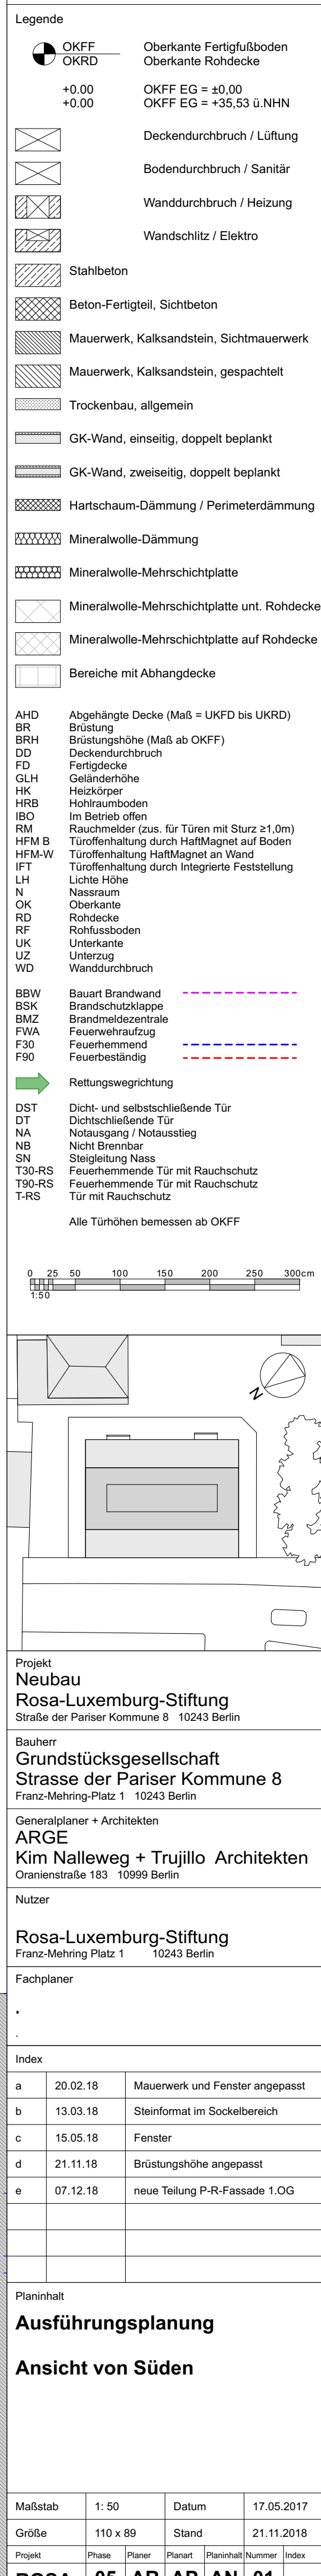 Legende
OKFF Oberkante Fertigfußboden
OKRD Oberkante Rohdecke
+0.00 OKFF EG = ±0,00
+0.00 OKFF EG = +35,53 ü.NHN
Deckendurchbruch / Lüftung
Bodendurchbruch / Sanitär
Wanddurchbruch / Heizung
Wandschlitz / Elektro
Stahlbeton
Beton-Fertigteil, Sichtbeton
Mauerwerk, Kalksandstein, Sichtmauerwerk
Mauerwerk, Kalksandstein, gespachtelt
Trockenbau, allgemein
GK-Wand, einseitig, doppelt beplankt
GK-Wand, zweiseitig, doppelt beplankt
Hartschaum-Dämmung / Perimeterdämmung
Mineralwolle-Dämmung
Mineralwolle-Mehrschichtplatte
Mineralwolle-Mehrschichtplatte unt. Rohdecke
Mineralwolle-Mehrschichtplatte auf Rohdecke
Bereiche mit Abhangdecke
AHD Abgehängte Decke (Maß = UKFD bis UKRD)
BR Brüstung
BRH Brüstungshöhe (Maß ab OKFF)
DD Deckendurchbruch
FD Fertigdecke
GLH Geländerhöhe
HK Heizkörper
HRB Hohlraumboden
IBO Im Betrieb offen
RM Rauchmelder (zus. für Türen mit Sturz ≥1,0m)
HFM B Türoffenhaltung durch HaftMagnet auf Boden
HFM-W Türoffenhaltung HaftMagnet an Wand
IFT Türoffenhaltung durch Integrierte Feststellung
LH Lichte Höhe
N Nassraum
OK Oberkante
RD Rohdecke
RF Rohfussboden
UK Unterkante
UZ Unterzug
WD Wanddurchbruch
BBW Bauart Brandwand
BSK Brandschutzklappe
BMZ Brandmeldezentrale
FWA Feuerwehraufzug
F30 Feuerhemmend
F90 Feuerbeständig
Rettungswegrichtung
DST Dicht- und selbstschließende Tür
DT Dichtschließende Tür
NA Notausgang / Notausstieg
NB Nicht Brennbar
SN Steigleitung Nass
T30-RS Feuerhemmende Tür mit Rauchschutz
T90-RS Feuerhemmende Tür mit Rauchschutz
T-RS Tür mit Rauchschutz
Alle Türhöhen bemessen ab OKFF
0 25 50 100 150 200 250 300cm
1:50
N
Projekt
Neubau
Rosa-Luxemburg-Stiftung
Straße der Pariser Kommune 8 10243 Berlin
Bauherr
Grundstücksgesellschaft
Strasse der Pariser Kommune 8
Franz-Mehring-Platz 1 10243 Berlin
Generalplaner + Architekten
ARGE
Kim Nalleweg + Trujillo Architekten
Oranienstraße 183 10999 Berlin
Nutzer
Rosa-Luxemburg-Stiftung
Franz-Mehring Platz 1 10243 Berlin
Fachplaner
.
.
Index
a 20.02.18 Mauerwerk und Fenster angepasst
b 13.03.18 Steinformat im Sockelbereich
c 15.05.18 Fenster
d 21.11.18 Brüstungshöhe angepasst
e 07.12.18 neue Teilung P-R-Fassade 1.OG
Planinhalt
Ausführungsplanung
Ansicht von Süden
Maßstab 1: 50 Datum 17.05.2017
Größe 110 x 89 Stand 21.11.2018
Projekt Phase Planer Planart Planinhalt Nummer Index